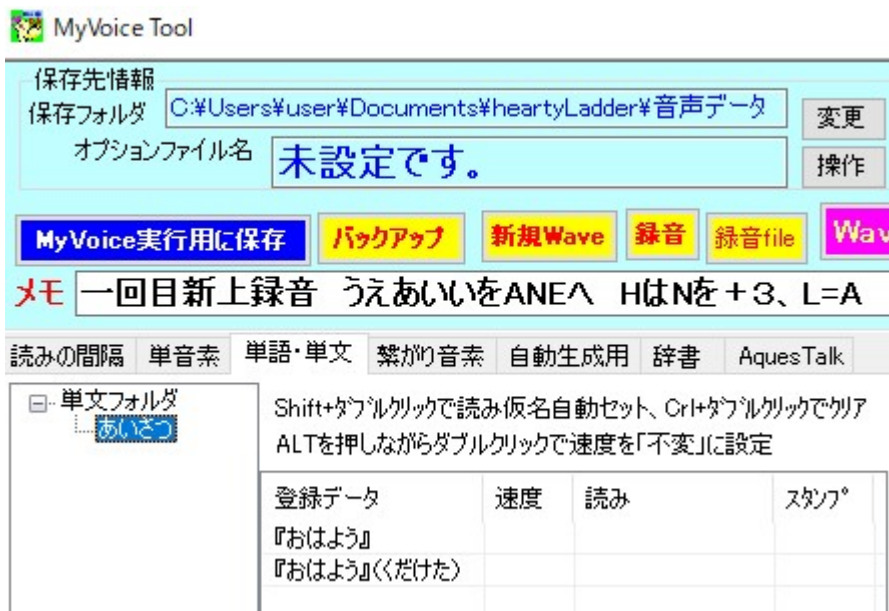 MyVoice Tool
保存先情報
保存フォルダ C:¥Users¥user¥Documents¥heartyLadder¥音声データ 変更
オプションファイル名 未設定です。 操作
MyVoice実行用に保存 バックアップ 新規Wave 録音 録音file Wav
メモ 一回目新上録音 うえあいいをANEへ HはNを+3、L=A
読みの間隔 単音素 単語・単文 繋がり音素 自動生成用 辞書 AquesTalk
単文フォルダ
あいさつ
Shift+ダブルクリックで読み仮名自動セット、Crl+ダブルクリックでクリア
ALTを押しながらダブルクリックで速度を「不変」に設定
登録データ 速度 読み スタンプ
『おはよう』
『おはよう』(くだけた)